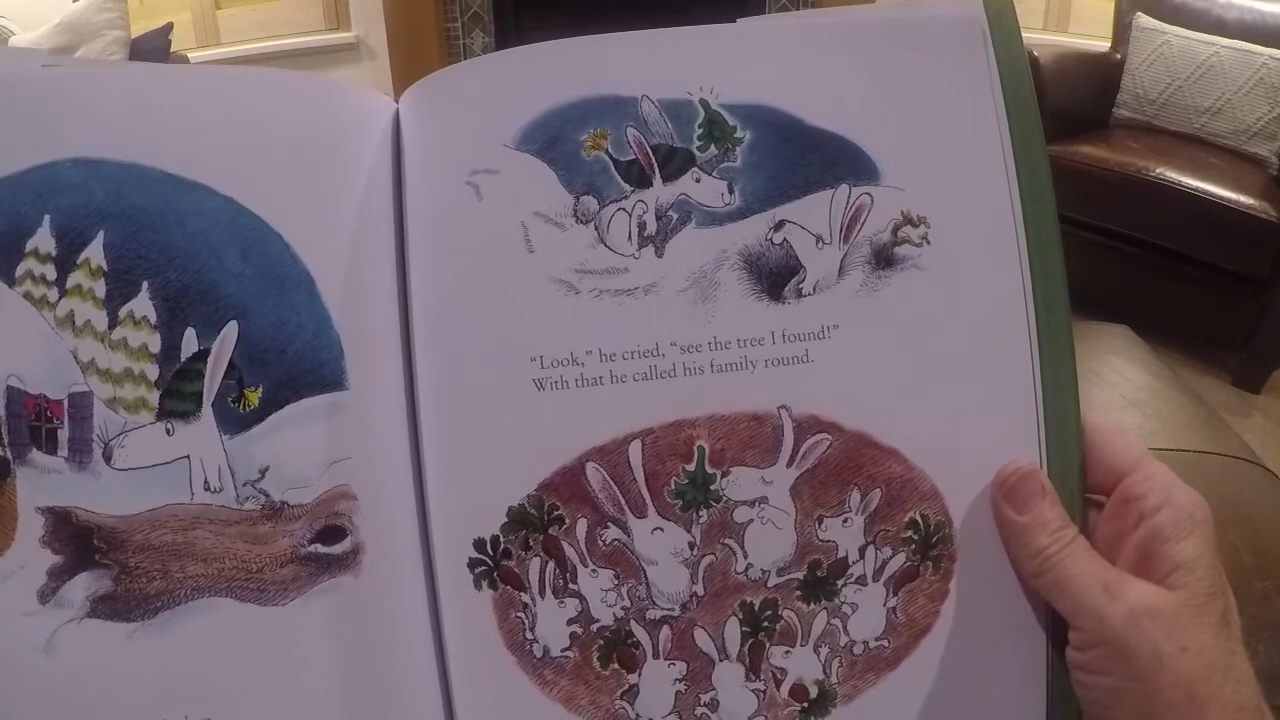 “Look,” he cried, “see the tree I found!”
With that he called his family round.